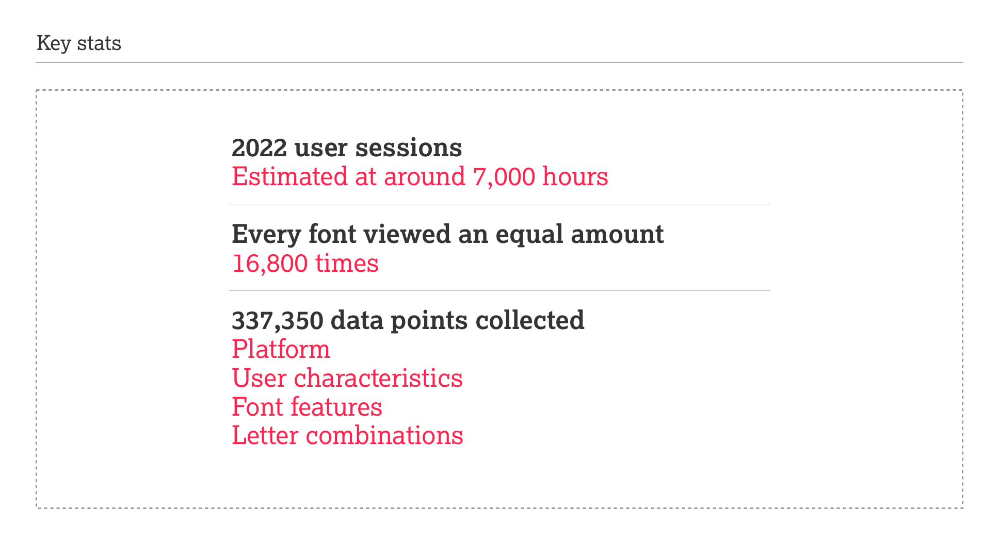 Key stats
2022 user sessions
Estimated at around 7,000 hours
Every font viewed an equal amount
16,800 times
337,350 data points collected
Platform
User characteristics
Font features
Letter combinations